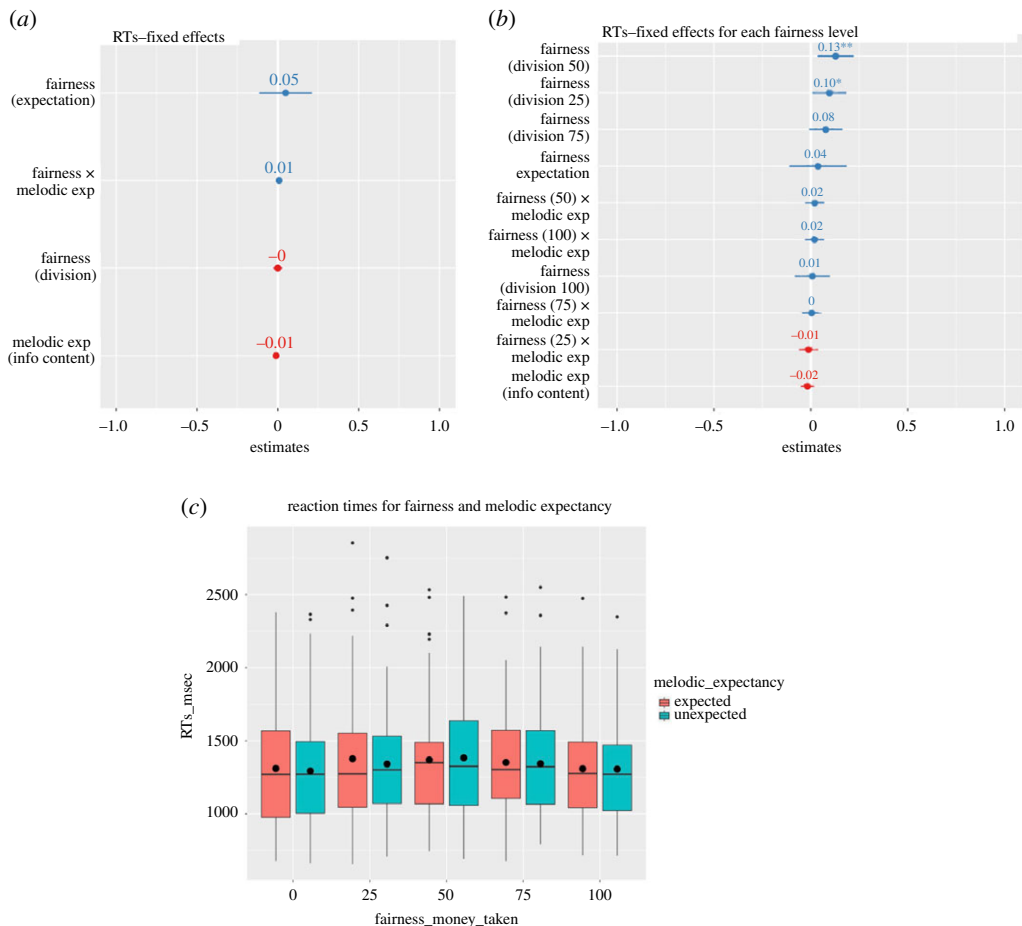 (a)
RTs–fixed effects
fairness
(expectation)
0.05
fairness ×
melodic exp
0.01
fairness
(division)
–0
melodic exp
(info content)
–0.01
–1.0 –0.5 0 0.5 1.0
estimates
(b)
RTs–fixed effects for each fairness level
fairness
(division 50)
0.13**
fairness
(division 25)
0.10*
fairness
(division 75)
0.08
fairness
expectation
0.04
fairness (50) ×
melodic exp
0.02
fairness (100) ×
melodic exp
0.02
fairness
(division 100)
0.01
fairness (75) ×
melodic exp
0
fairness (25) ×
melodic exp
–0.01
melodic exp
(info content)
–0.02
–1.0 –0.5 0 0.5 1.0
estimates
(c)
reaction times for fairness and melodic expectancy
RTs_msec
2500
2000
1500
1000
0 25 50 75 100
fairness_money_taken
melodic_expectancy
expected
unexpected